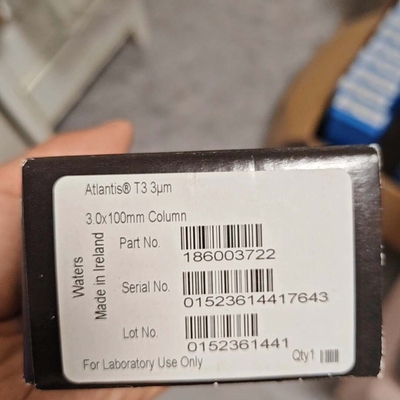 Atlantis® T3 3µm
3.0x100mm Column
Waters
Made in Ireland
Part No.
186003722
Serial No.
01523614417643
Lot No.
0152361441
For Laboratory Use Only
Qty1